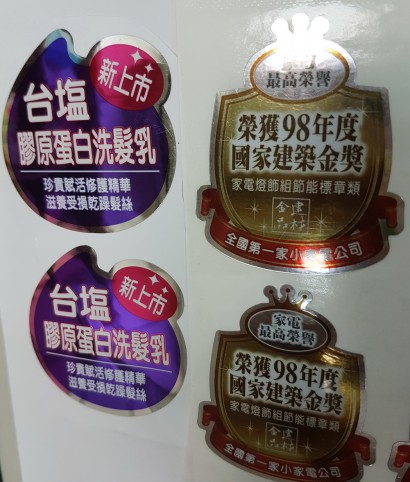 新上市
台塩
膠原蛋白洗髮乳
珍貴賦活修護精華
滋養受損乾躁髮絲
家電
最高榮譽
榮獲98年度
國家建築金獎
家電燈飾組節能標章類
全國第一家小家電公司
新上市
台塩
膠原蛋白洗髮乳
珍貴賦活修護精華
滋養受損乾躁髮絲
家電
最高榮譽
榮獲98年度
國家建築金獎
家電燈飾組節能標章類
全國第一家小家電公司